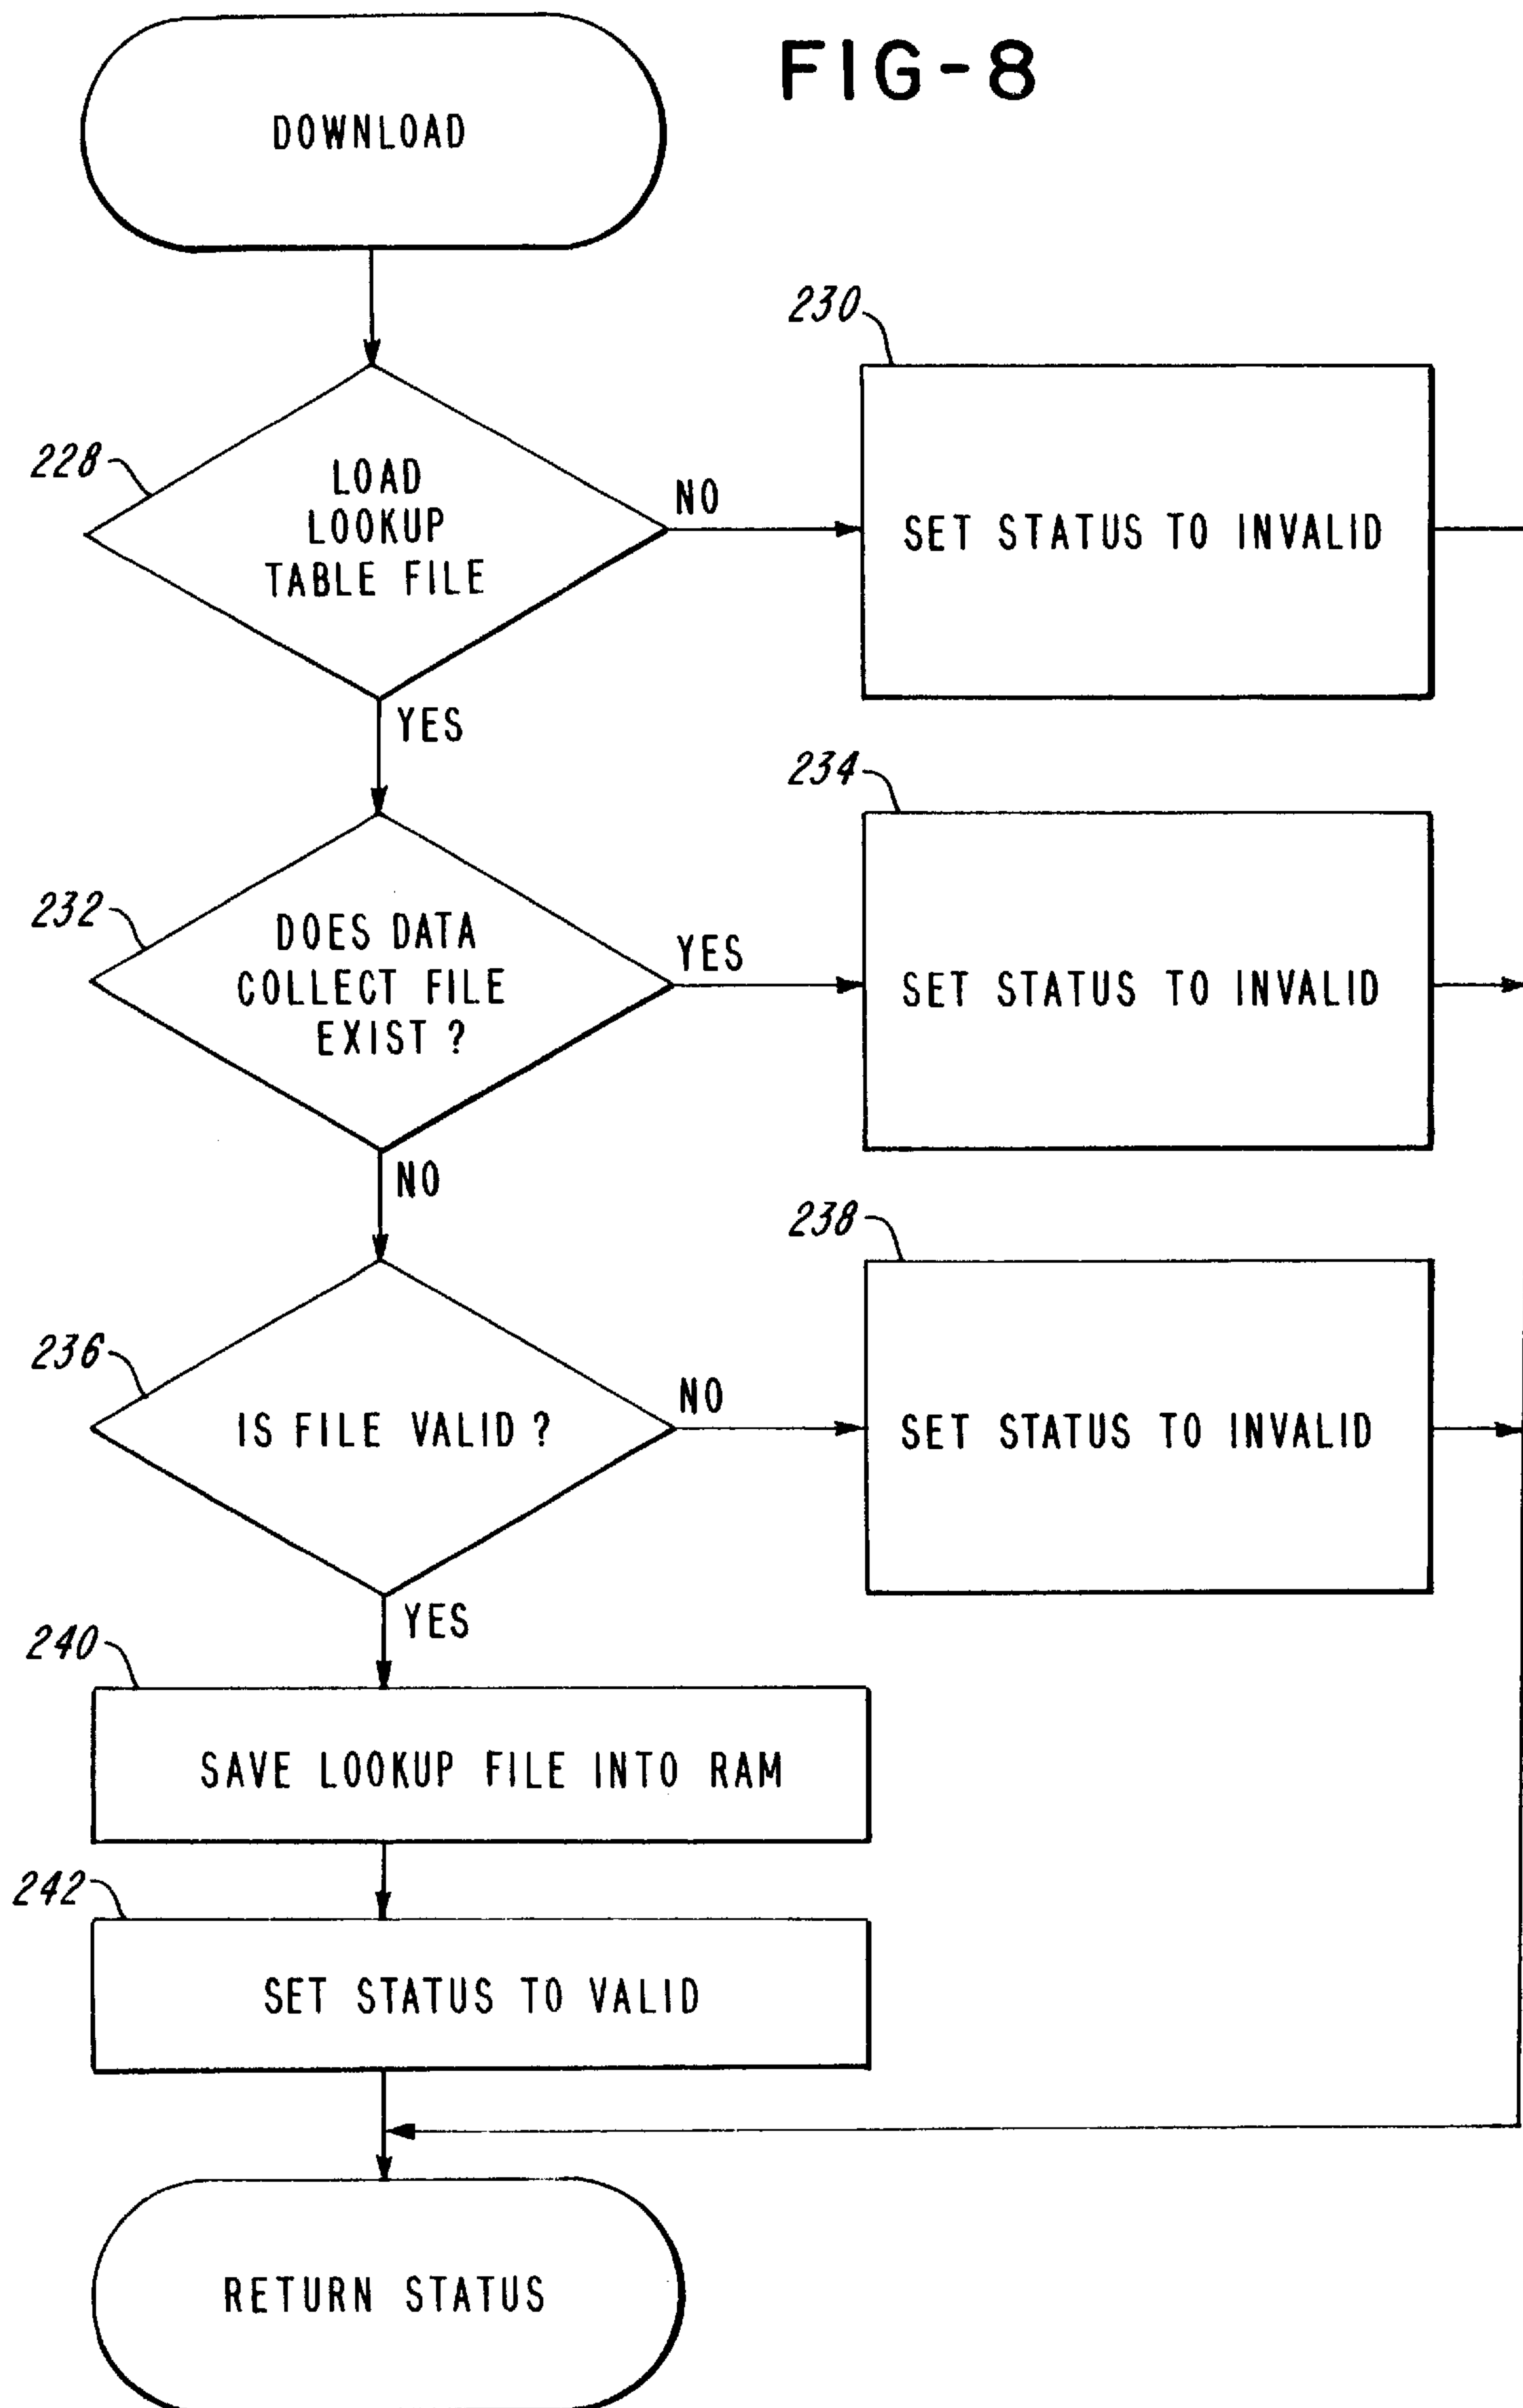 FIG-8
DOWNLOAD
230
228
LOAD
LOOKUP
TABLE FILE
NO
SET STATUS TO INVALID
YES
234
232
DOES DATA
COLLECT FILE
EXIST ?
YES
SET STATUS TO INVALID
NO
238
236
IS FILE VALID ?
NO
SET STATUS TO INVALID
YES
240
SAVE LOOKUP FILE INTO RAM
242
SET STATUS TO VALID
RETURN STATUS